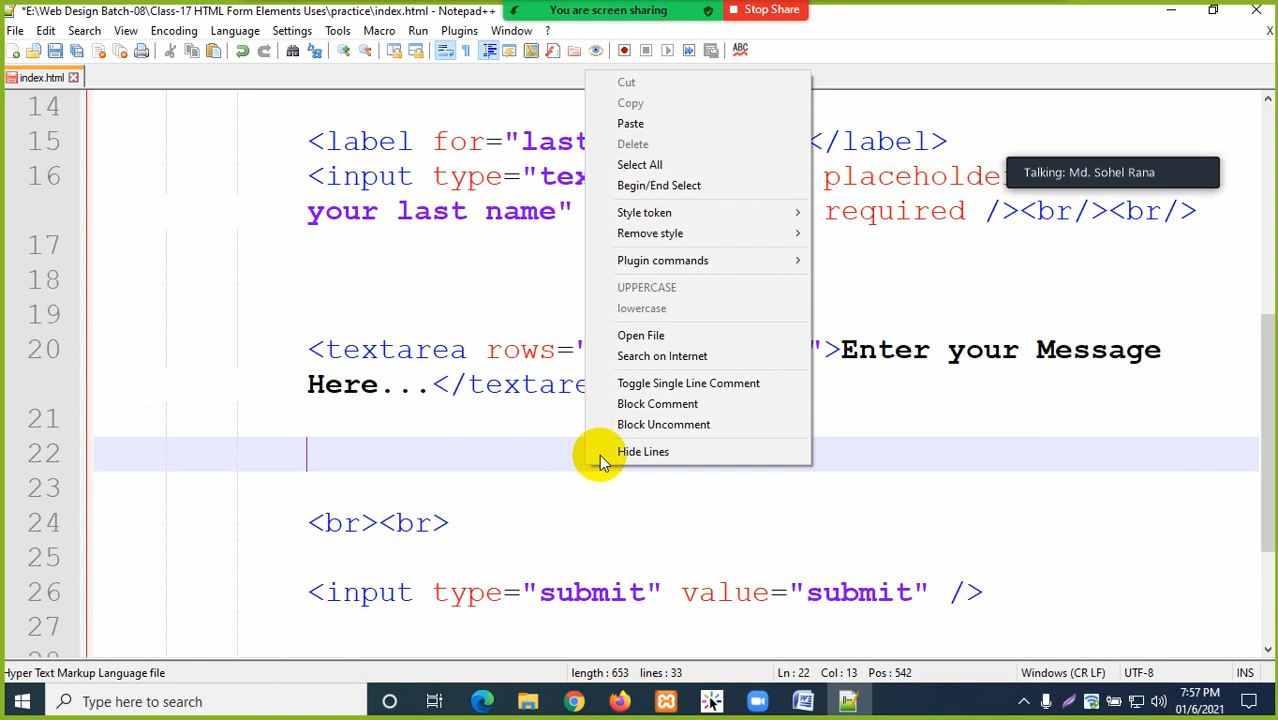 *E:\Web Design Batch-08\Class-17 HTML Form Elements Uses\practice\index.html - Notepad++
You are screen sharing
Stop Share
File Edit Search View Encoding Language Settings Tools Macro Run Plugins Window ?
X
index.html
14
15 <label for="last </label>
16 <input type="tex placeholde
your last name" required /><br/><br/>
17
18
19
20 <textarea rows=" ">Enter your Message
Here...</textare
21
22
23
24 <br><br>
25
26 <input type="submit" value="submit" />
27
Cut
Copy
Paste
Delete
Select All
Begin/End Select
Style token
Remove style
Plugin commands
UPPERCASE
lowercase
Open File
Search on Internet
Toggle Single Line Comment
Block Comment
Block Uncomment
Hide Lines
Talking: Md. Sohel Rana
Hyper Text Markup Language file length : 653 lines : 33 Ln : 22 Col : 13 Pos : 542 Windows (CR LF) UTF-8 INS
Type here to search
7:57 PM
01/6/2021